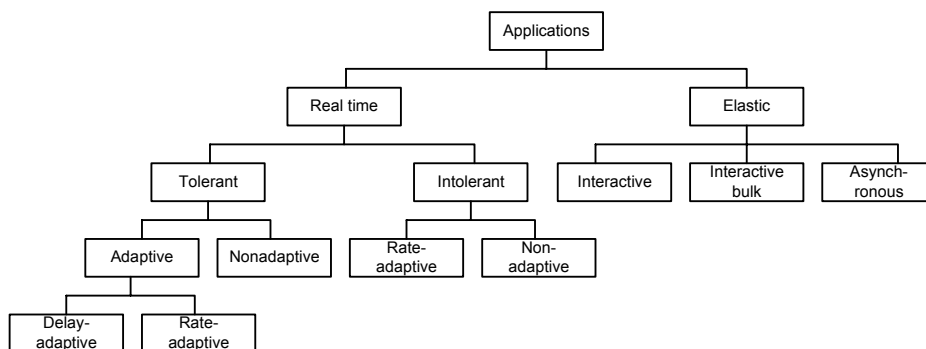 Applications
Real time
Elastic
Tolerant
Intolerant
Interactive
Interactive
bulk
Asynch-
ronous
Adaptive
Nonadaptive
Rate-
adaptive
Non-
adaptive
Delay-
adaptive
Rate-
adaptive